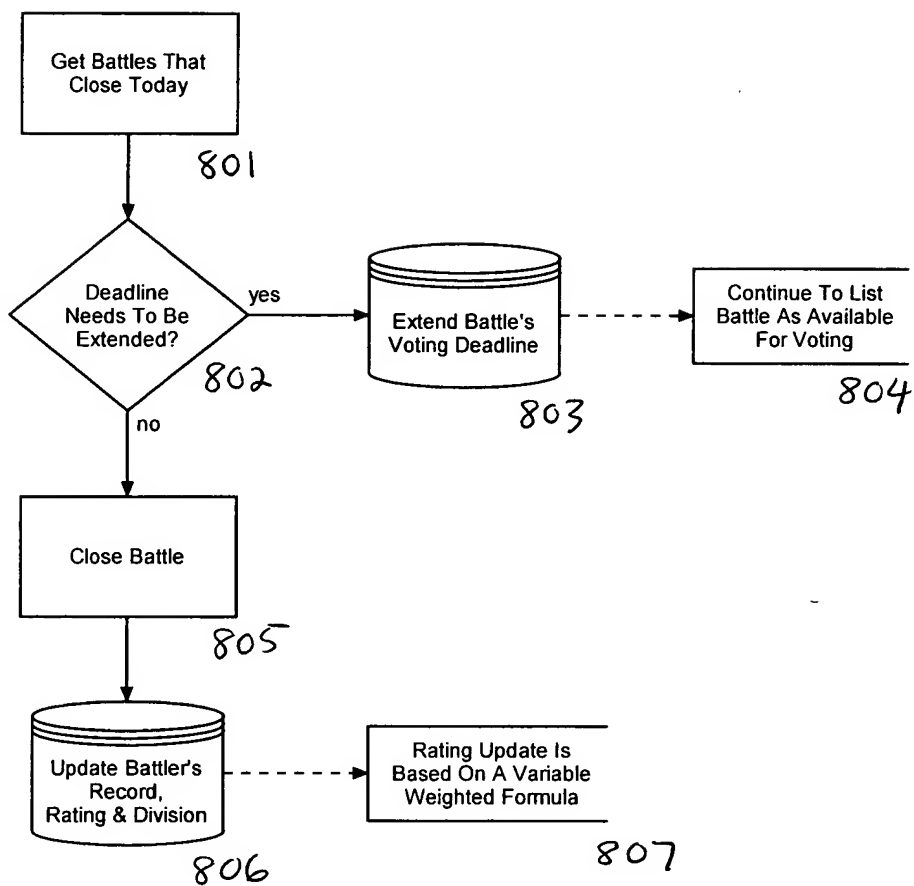 Get Battles That
Close Today
801
Deadline
Needs To Be
Extended?
yes
802
no
Extend Battle's
Voting Deadline
803
Continue To List
Battle As Available
For Voting
804
Close Battle
805
Update Battler's
Record,
Rating & Division
806
Rating Update Is
Based On A Variable
Weighted Formula
807